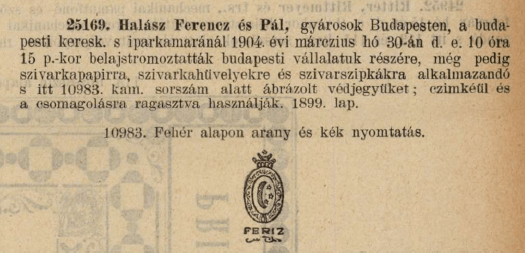 25169. Halász Ferencz és Pál, gyárosok Budapesten, a buda-
pesti keresk. s iparkamaránál 1904. évi márczius hó 30-án d. e. 10 óra
15 p.-kor belajstromoztatták budapesti vállalatuk részére, még pedig
szivarkapapirra, szivarkahüvelyekre és szivarszipkákra alkalmazandó
s itt 10983. kam. sorszám alatt ábrázolt védjegyüket; czimkéül és
a csomagolásra ragasztva használják. 1899. lap.
10983. Fehér alapon arany és kék nyomtatás.
FERIZ